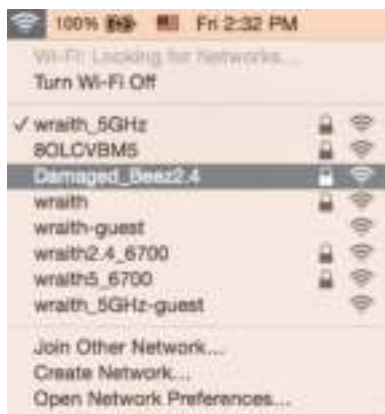 100% Fri 2:32 PM
Wi-Fi: Looking for Networks...
Turn Wi-Fi Off
✓ wraith_5GHz
8OLCVBM5
Damaged_Beez2.4
wraith
wraith-guest
wraith2.4_6700
wraith5_6700
wraith_5GHz-guest
Join Other Network...
Create Network...
Open Network Preferences...